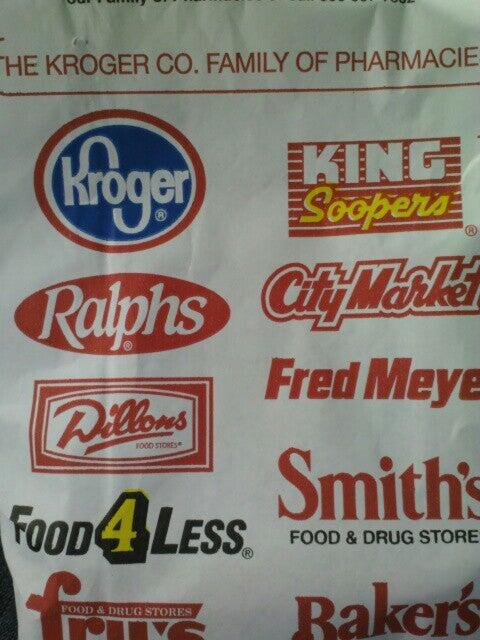 THE KROGER CO. FAMILY OF PHARMACIE
Kroger®
KING
Soopers®
Ralphs®
City Market
Fred Meye
Dillons
FOOD STORES®
Smith's
FOOD & DRUG STORE
FOOD 4 LESS®
FOOD & DRUG STORES
fry's
Baker's